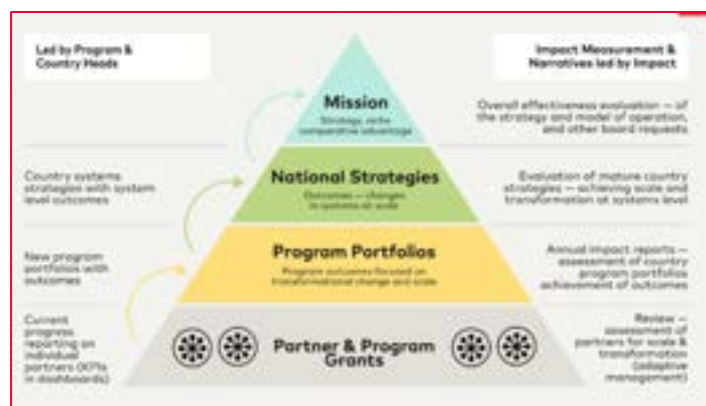 Led by Program &
Country Heads
Impact Measurement &
Narratives led by Impact
Mission
Strategy, niche
comparative advantage
Overall effectiveness evaluation — of
the strategy and model of operation,
and other board requests
Country systems
strategies with system
level outcomes
National Strategies
Outcomes — changes
in systems at scale
Evaluation of mature country
strategies — achieving scale and
transformation at systems level
New program
portfolios with
outcomes
Program Portfolios
Program outcomes focused on
transformational change and scale
Annual impact reports —
assessment of country
program portfolios
achievement of outcomes
Current
progress
reporting on
individual
partners (KPIs
in dashboards)
Partner & Program
Grants
Review —
assessment of
partners for scale &
transformation
(adaptive
management)